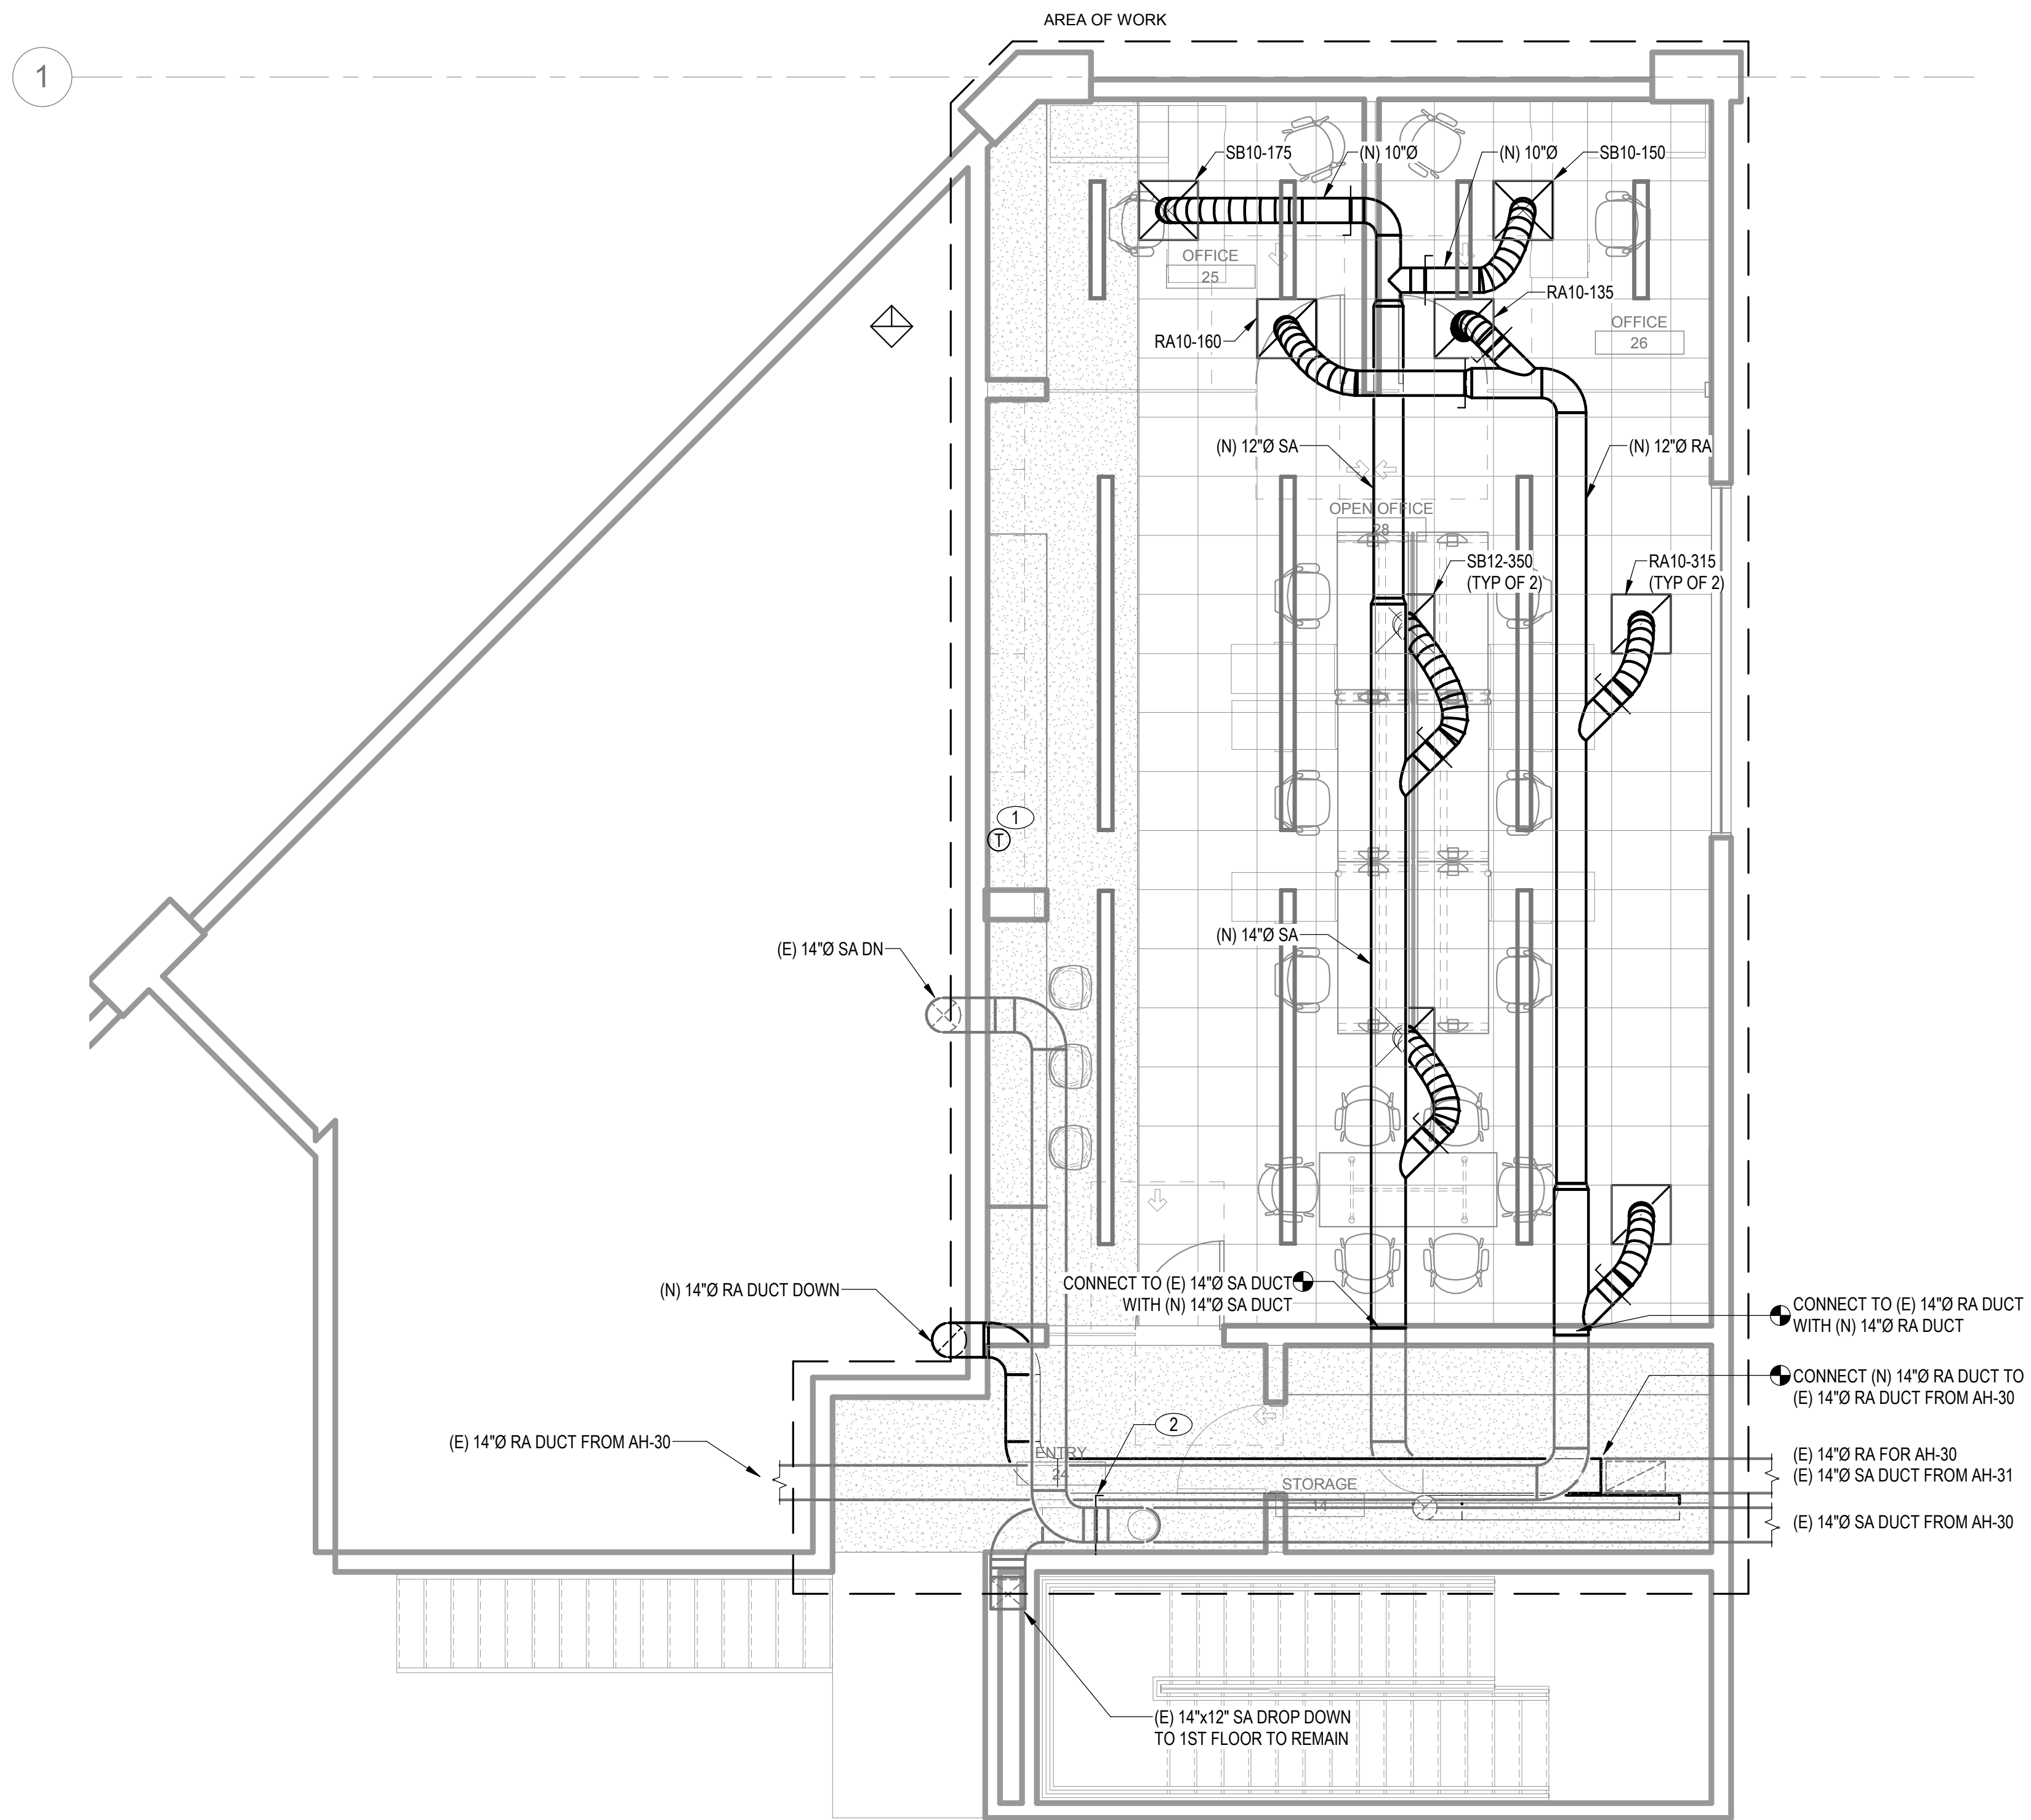 AREA OF WORK
1
SB10-175
(N) 10"Ø
(N) 10"Ø
SB10-150
OFFICE
25
RA10-135
OFFICE
26
RA10-160
(N) 12"Ø SA
(N) 12"Ø RA
OPEN OFFICE
28
SB12-350
(TYP OF 2)
RA10-315
(TYP OF 2)
1
T
(N) 14"Ø SA
(E) 14"Ø SA DN
(N) 14"Ø RA DUCT DOWN
CONNECT TO (E) 14"Ø SA DUCT
WITH (N) 14"Ø SA DUCT
CONNECT TO (E) 14"Ø RA DUCT
WITH (N) 14"Ø RA DUCT
CONNECT (N) 14"Ø RA DUCT TO
(E) 14"Ø RA DUCT FROM AH-30
2
(E) 14"Ø RA DUCT FROM AH-30
ENTRY
24
(E) 14"Ø RA FOR AH-30
(E) 14"Ø SA DUCT FROM AH-31
STORAGE
14
(E) 14"Ø SA DUCT FROM AH-30
(E) 14"x12" SA DROP DOWN
TO 1ST FLOOR TO REMAIN